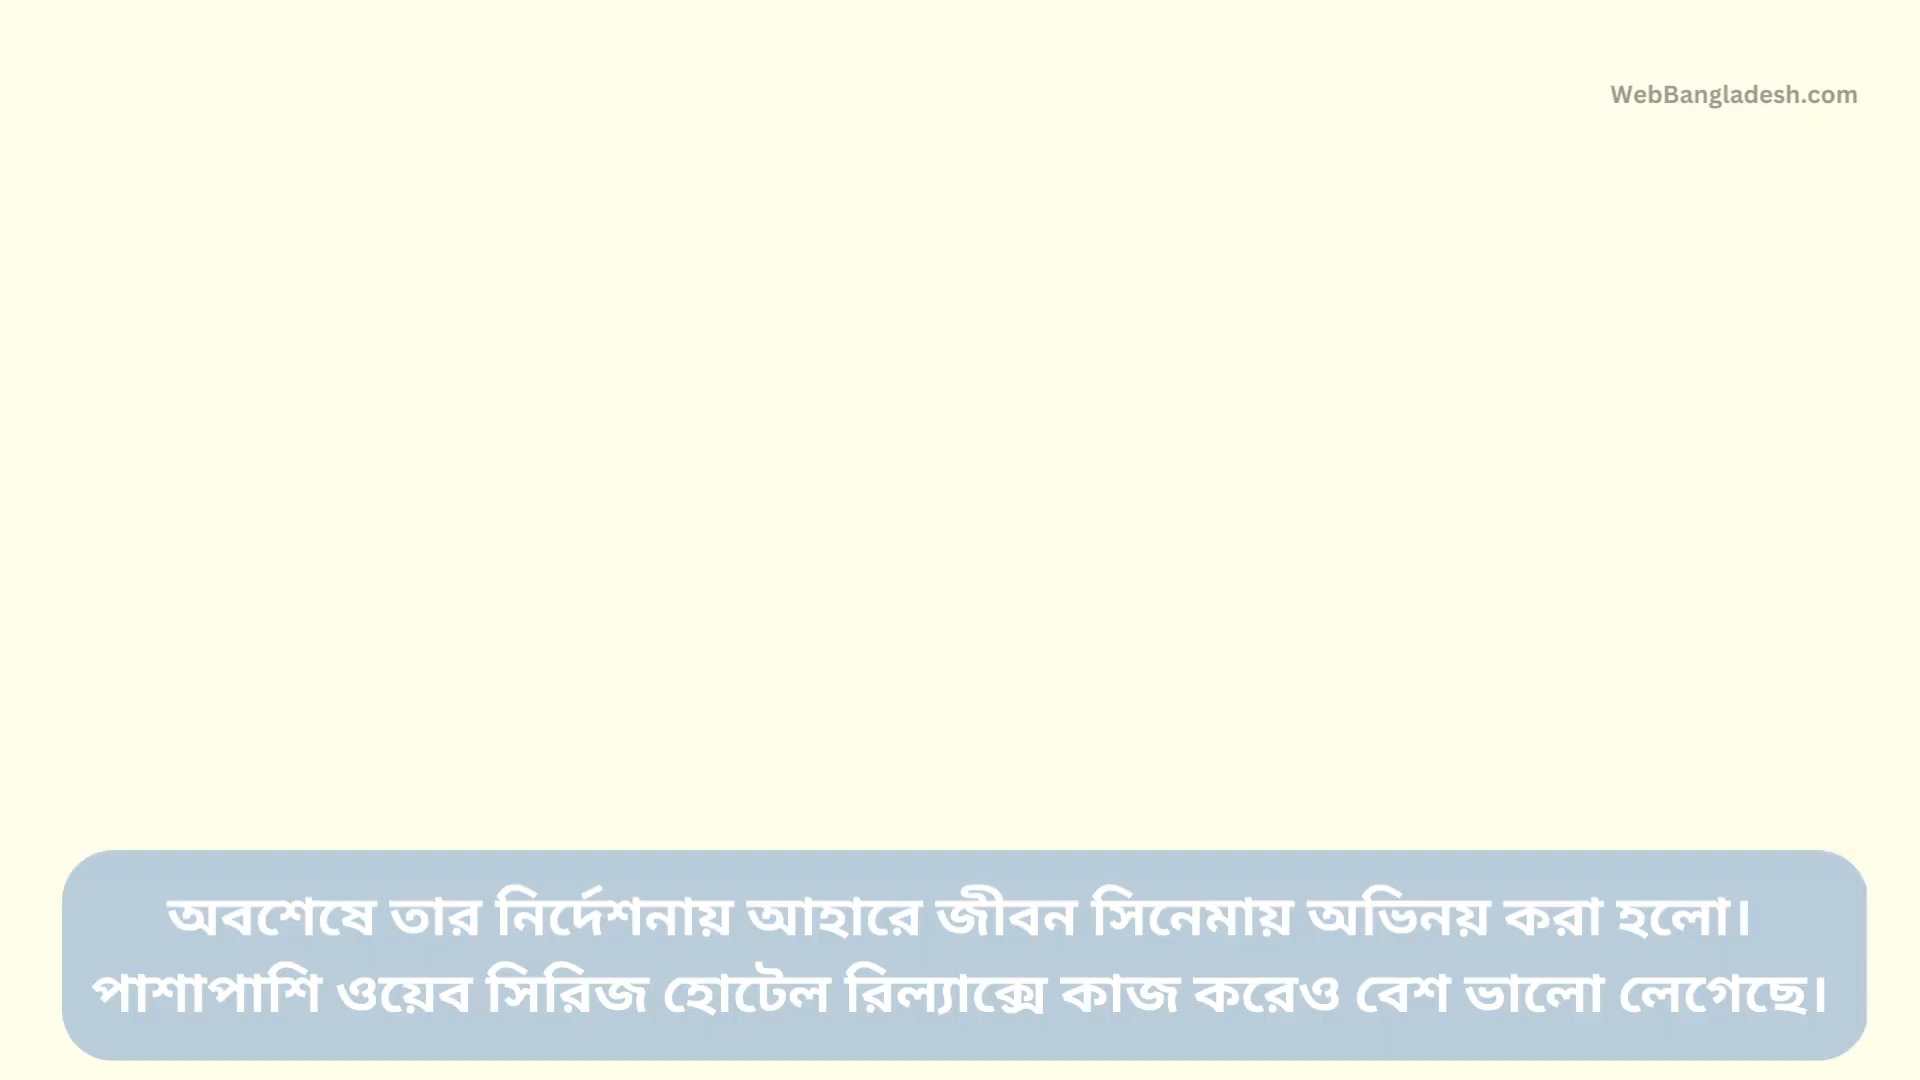 WebBangladesh.com
অবশেষে তার নির্দেশনায় আহারে জীবন সিনেমায় অভিনয় করা হলো।
পাশাপাশি ওয়েব সিরিজ হোটেল রিল্যাক্সে কাজ করেও বেশ ভালো লেগেছে।